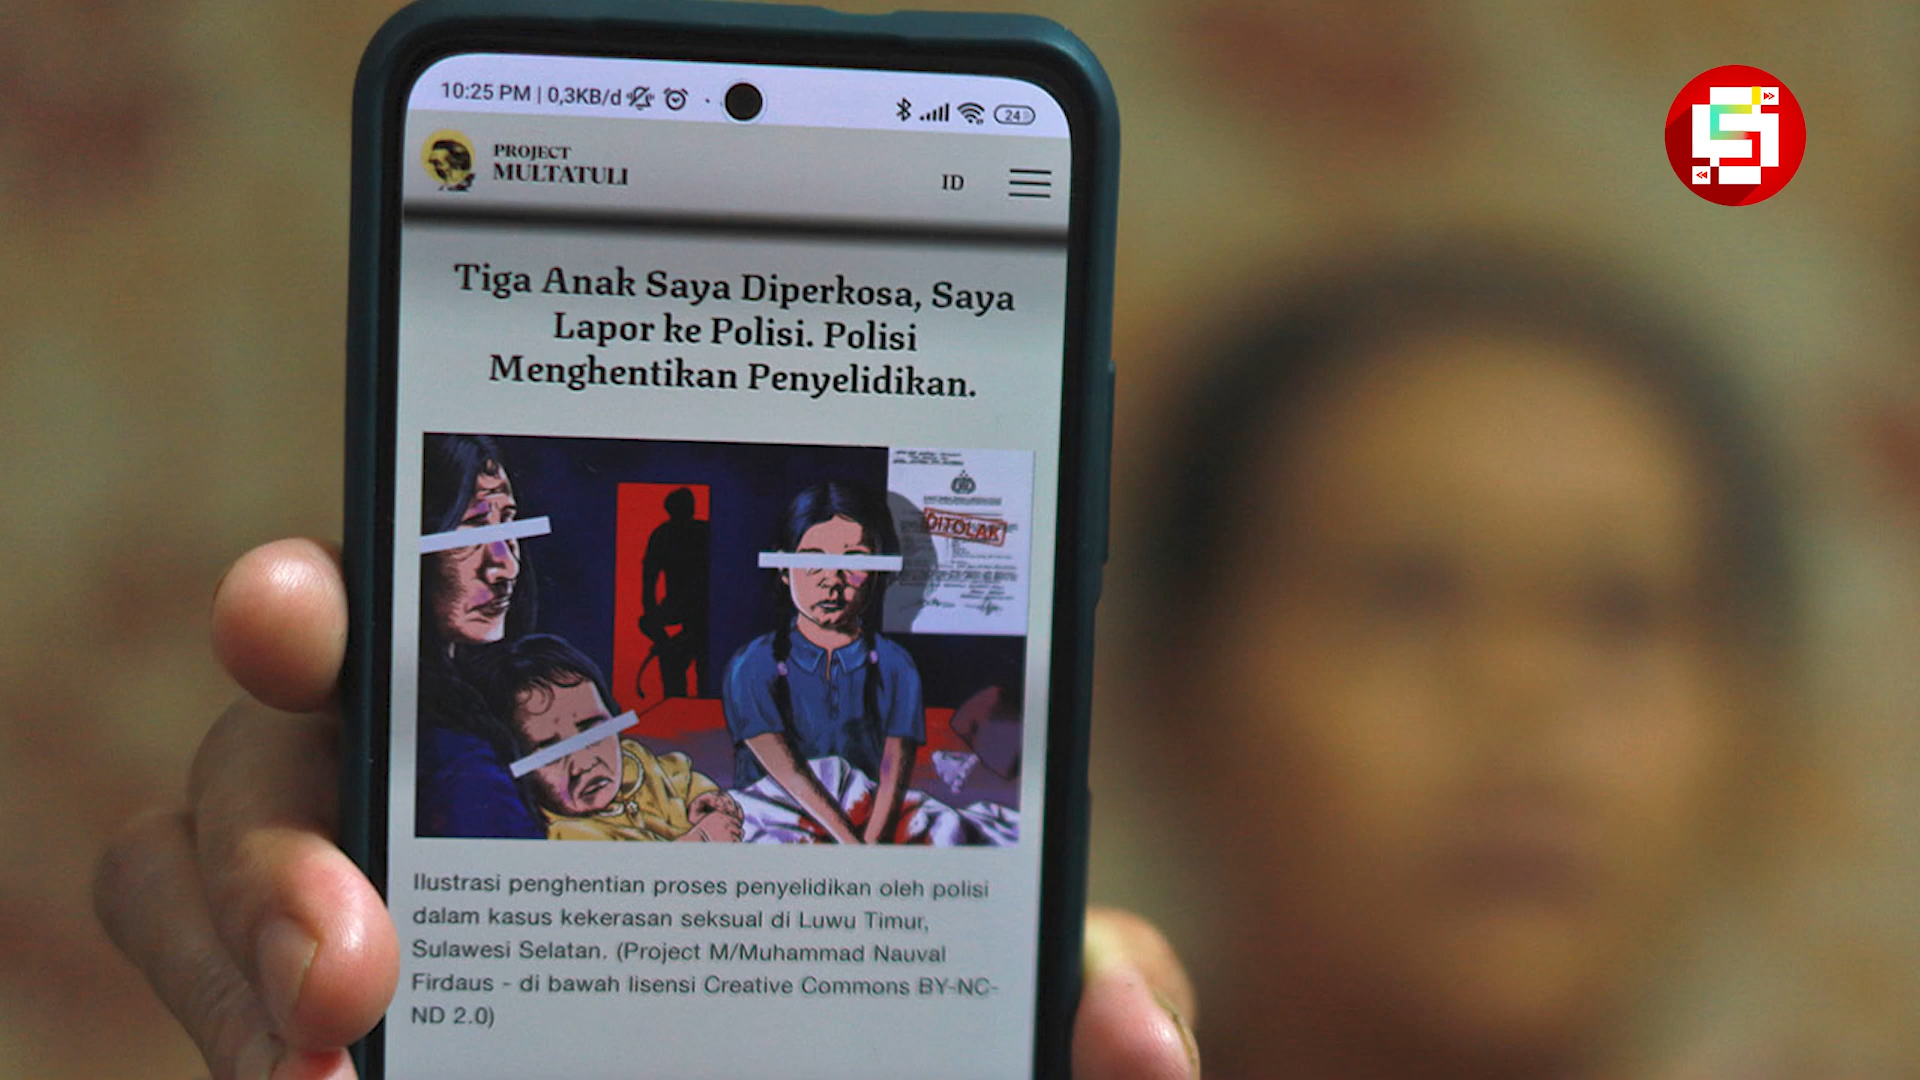 10:25 PM | 0,3KB/d
24
PROJECT
MULTATULI
ID
Tiga Anak Saya Diperkosa, Saya
Lapor ke Polisi. Polisi
Menghentikan Penyelidikan.
DITOLAK
Ilustrasi penghentian proses penyelidikan oleh polisi
dalam kasus kekerasan seksual di Luwu Timur,
Sulawesi Selatan. (Project M/Muhammad Nauval
Firdaus - di bawah lisensi Creative Commons BY-NC-
ND 2.0)